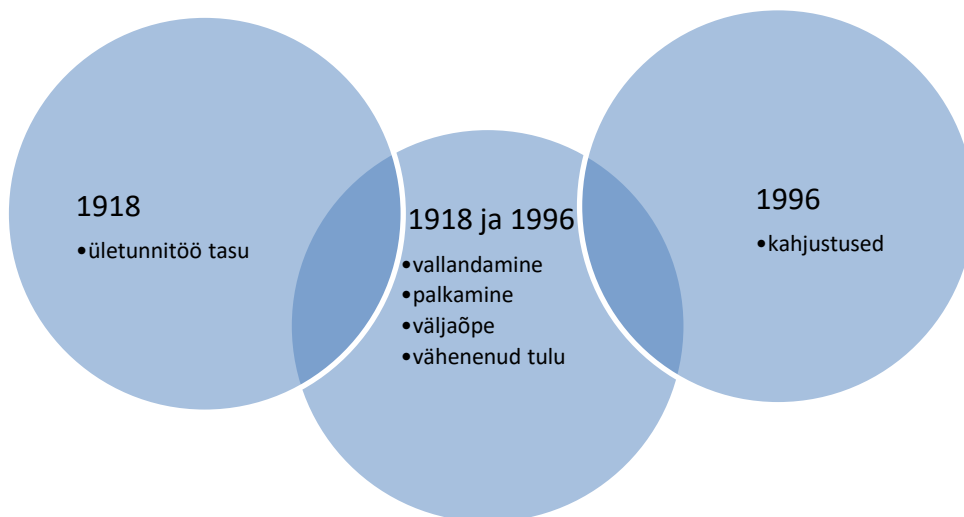 1918
•ületunnitöö tasu
1918 ja 1996
•vallandamine
•palkamine
•väljaõpe
•vähenenud tulu
1996
•kahjustused